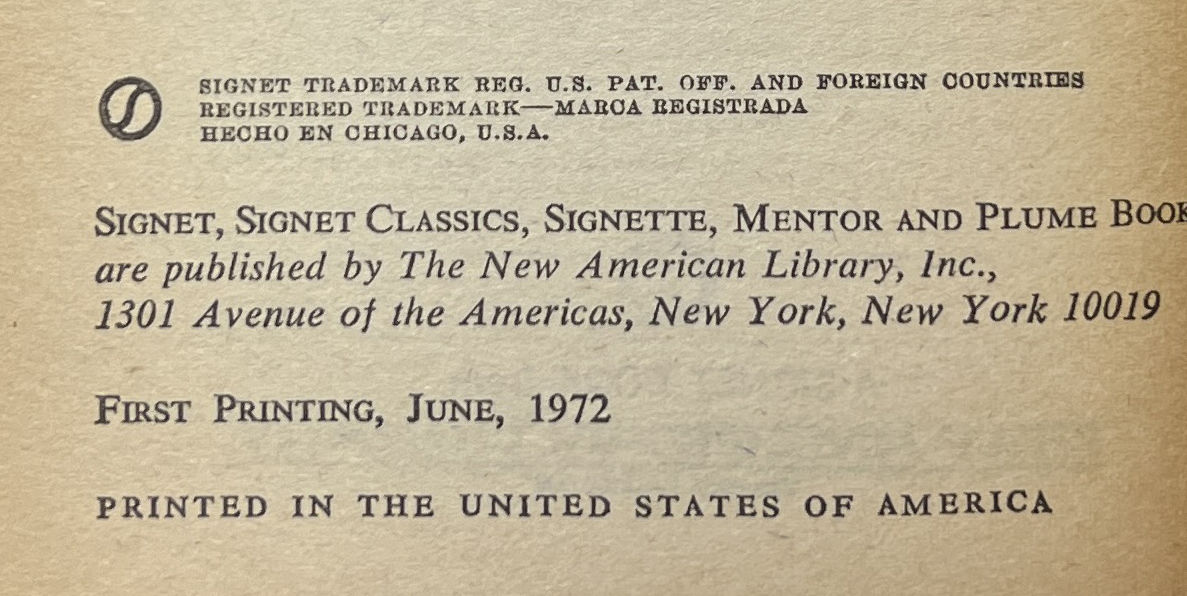 SIGNET TRADEMARK REG. U.S. PAT. OFF. AND FOREIGN COUNTRIES
REGISTERED TRADEMARK—MARCA REGISTRADA
HECHO EN CHICAGO, U.S.A.
SIGNET, SIGNET CLASSICS, SIGNETTE, MENTOR AND PLUME
are published by The New American Library, Inc.,
1301 Avenue of the Americas, New York, New York 10019
FIRST PRINTING, JUNE, 1972
PRINTED IN THE UNITED STATES OF AMERICA